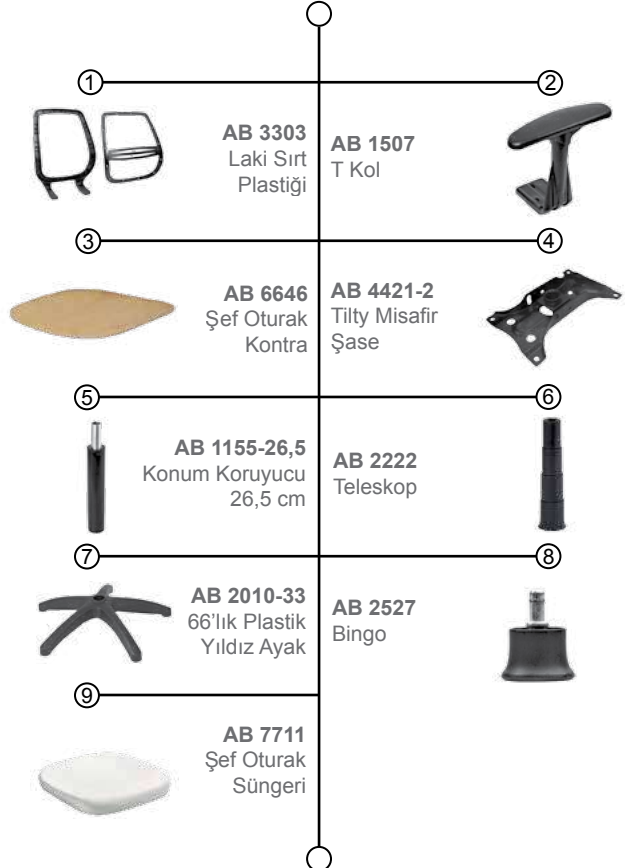 1
2
AB 3303
Laki Sırt
Plastiği
AB 1507
T Kol
3
4
AB 6646
Şef Oturak
Kontra
AB 4421-2
Tilty Misafir
Şase
5
6
AB 1155-26,5
Konum Koruyucu
26,5 cm
AB 2222
Teleskop
7
8
AB 2010-33
66’lık Plastik
Yıldız Ayak
AB 2527
Bingo
9
AB 7711
Şef Oturak
Süngeri